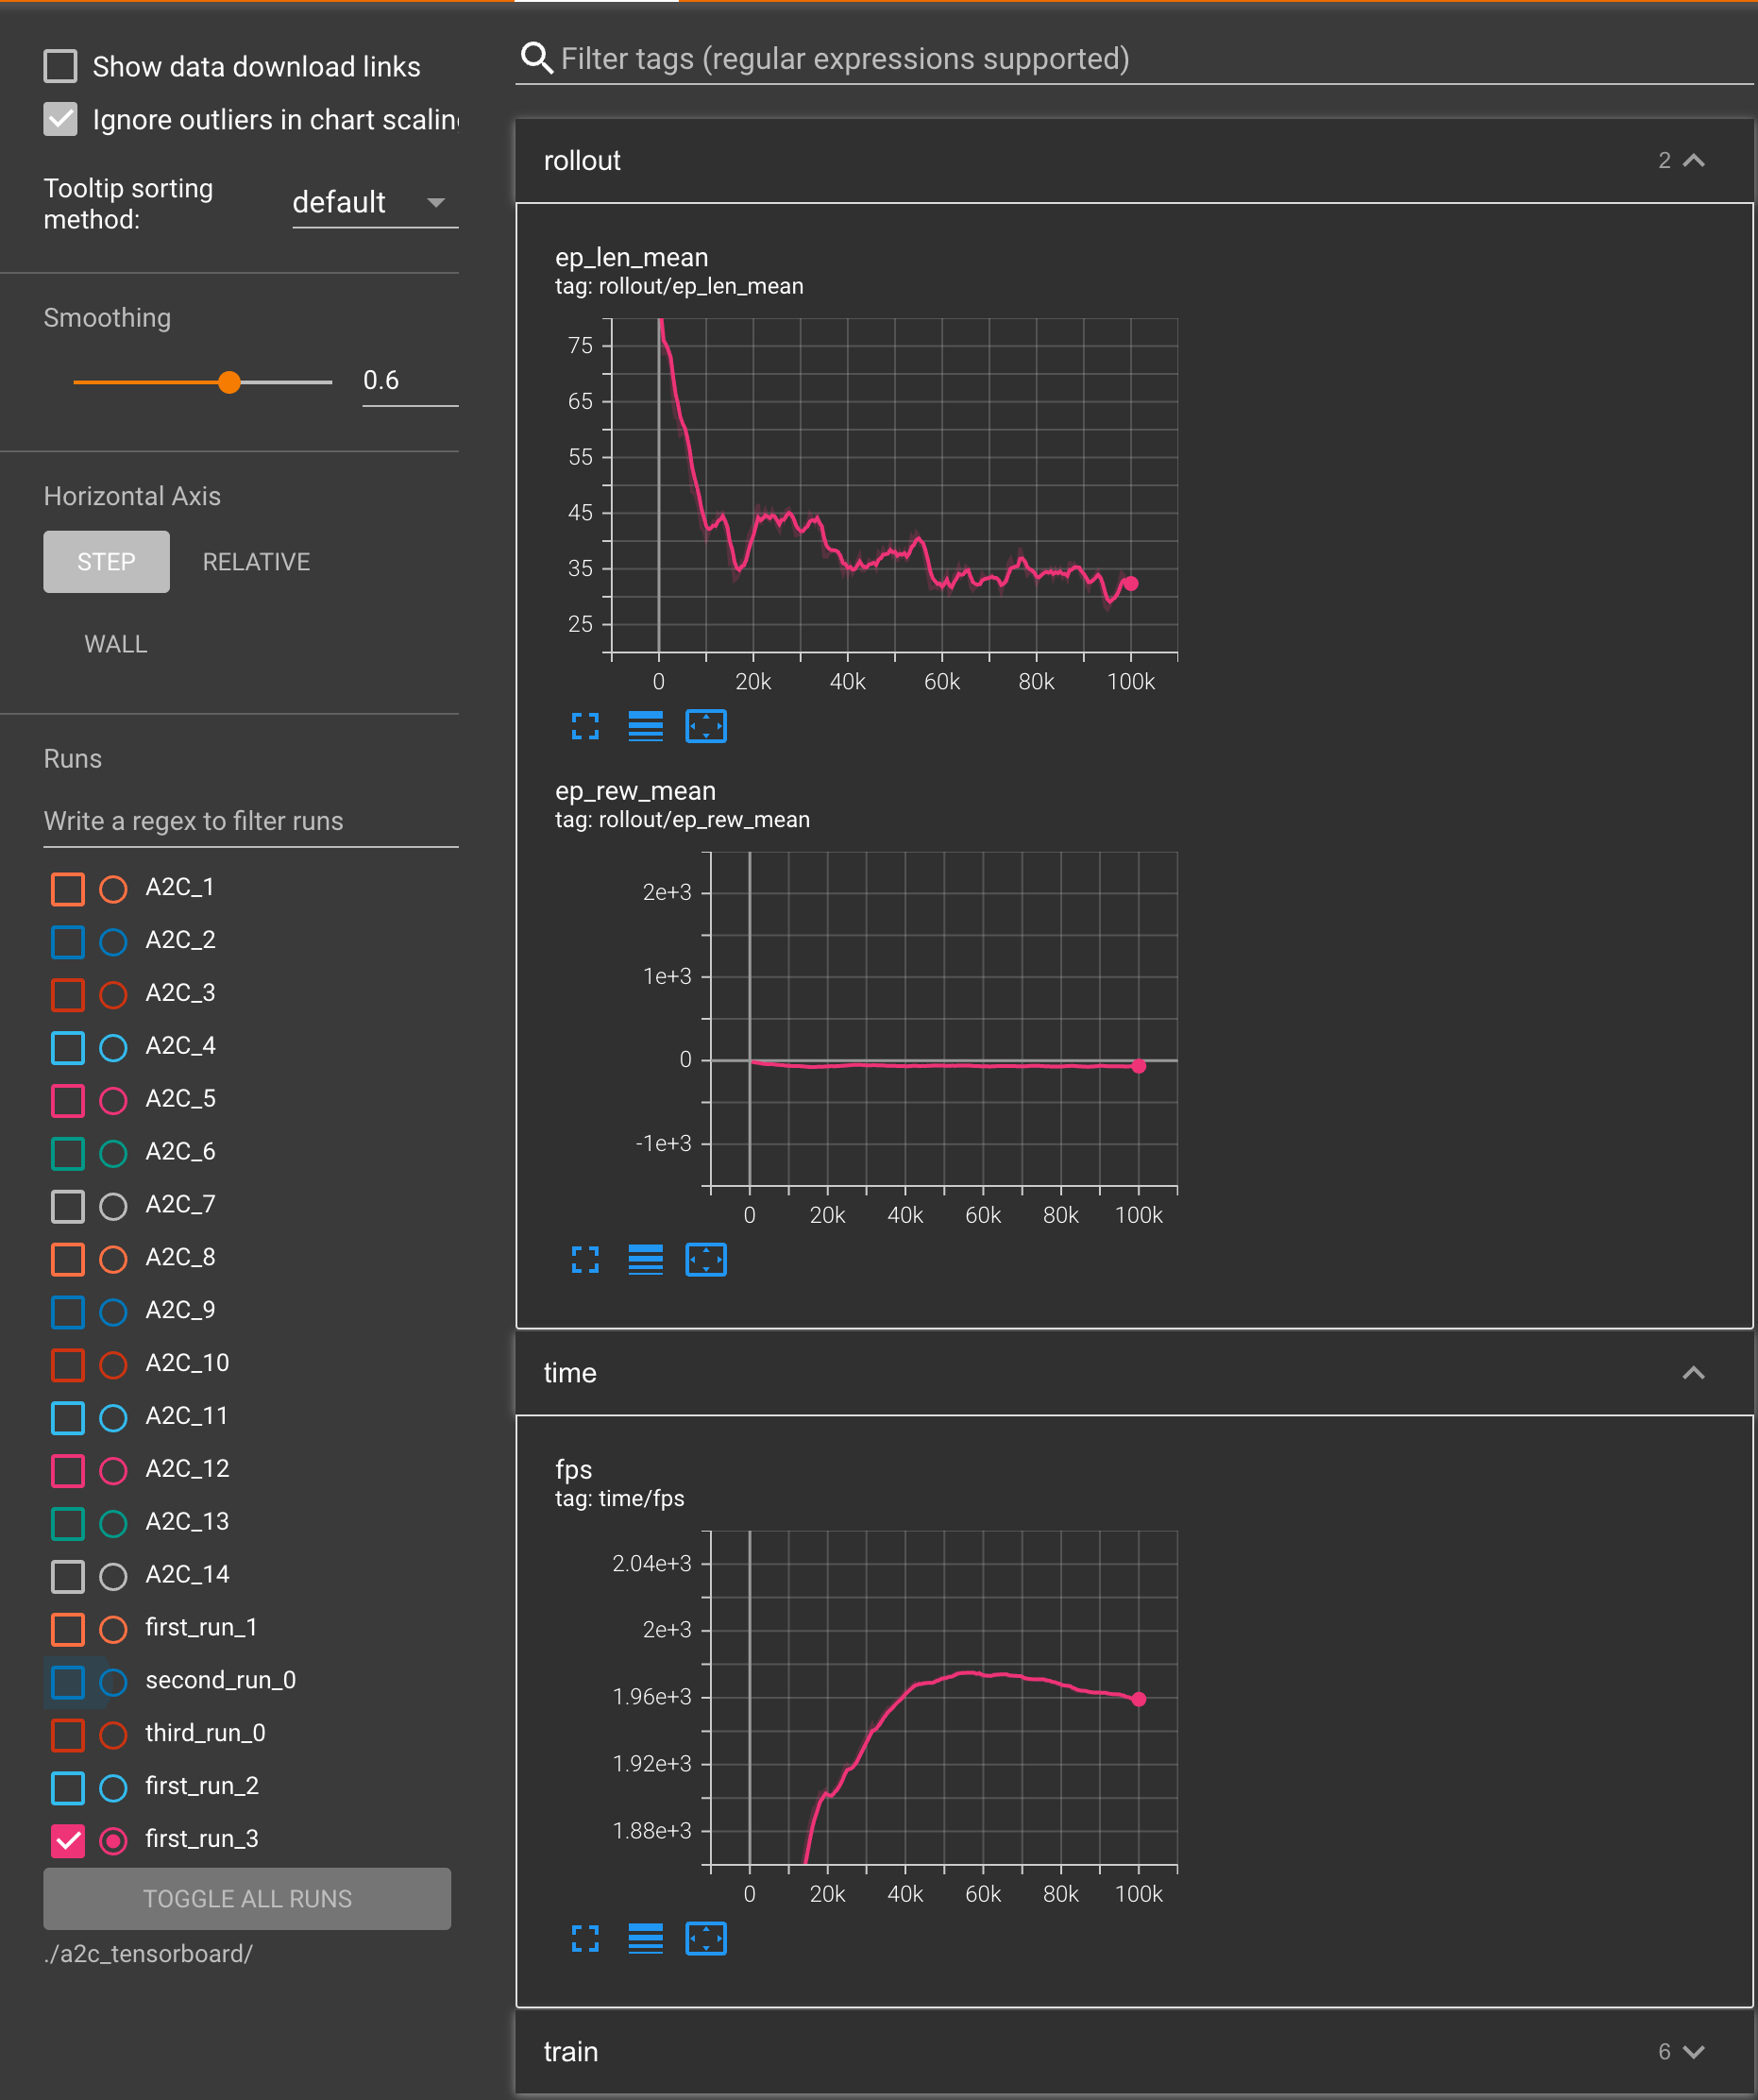 Show data download links
Ignore outliers in chart scalin
Tooltip sorting
method:
default
Smoothing
0.6
Horizontal Axis
STEP
RELATIVE
WALL
Runs
Write a regex to filter runs
A2C_1
A2C_2
A2C_3
A2C_4
A2C_5
A2C_6
A2C_7
A2C_8
A2C_9
A2C_10
A2C_11
A2C_12
A2C_13
A2C_14
first_run_1
second_run_0
third_run_0
first_run_2
first_run_3
TOGGLE ALL RUNS
./a2c_tensorboard/
Filter tags (regular expressions supported)
rollout
2
ep_len_mean
tag: rollout/ep_len_mean
75
65
55
45
35
25
0 20k 40k 60k 80k 100k
ep_rew_mean
tag: rollout/ep_rew_mean
2e+3
1e+3
0
-1e+3
0 20k 40k 60k 80k 100k
time
fps
tag: time/fps
2.04e+3
2e+3
1.96e+3
1.92e+3
1.88e+3
0 20k 40k 60k 80k 100k
train
6